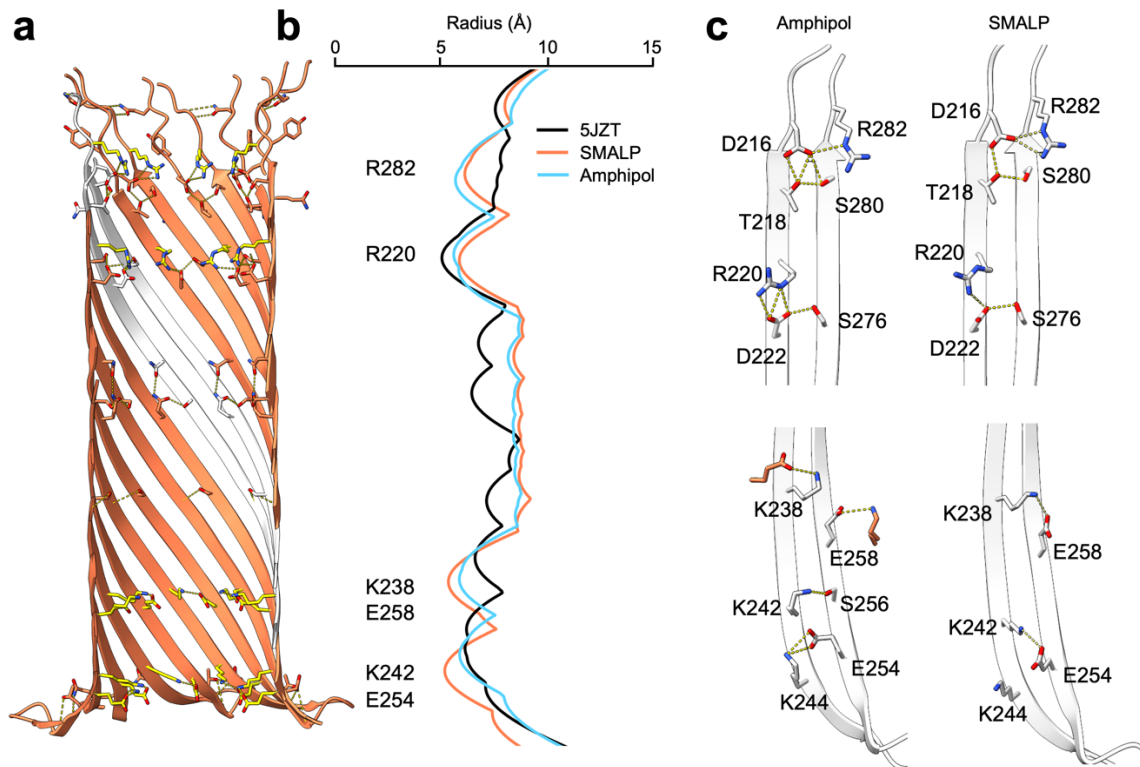 a
b
Radius (Å)
0
5
10
15
5JZT
SMALP
Amphipol
R282
R220
K238
E258
K242
E254
c
Amphipol
SMALP
D216
R282
T218
S280
R220
S276
D222
D216
R282
T218
S280
R220
S276
D222
K238
E258
K242
S256
E254
K244
K238
E258
K242
E254
K244